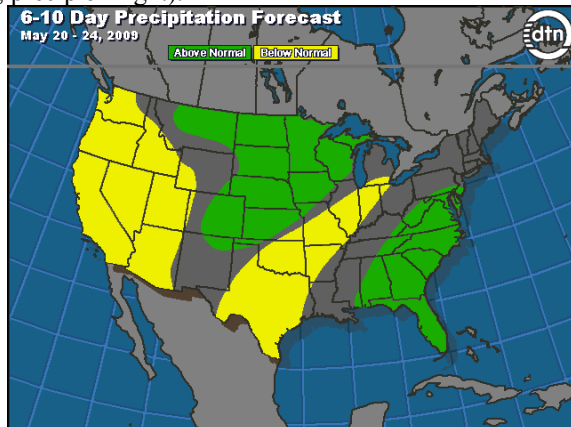 6-10 Day Precipitation Forecast
May 20 - 24, 2009
Above Normal Below Normal
dtn